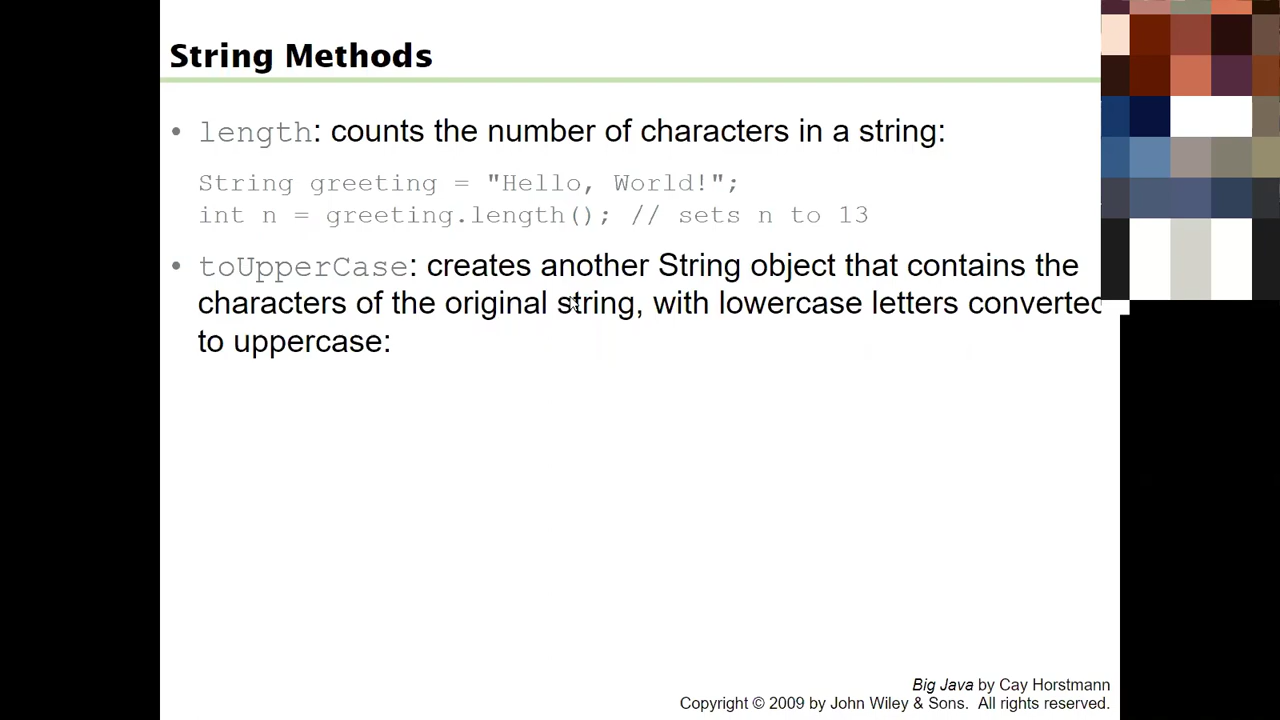 String Methods
• length: counts the number of characters in a string:
String greeting = "Hello, World!";
int n = greeting.length(); // sets n to 13
• toUpperCase: creates another String object that contains the
characters of the original string, with lowercase letters converted
to uppercase:
Big Java by Cay Horstmann
Copyright © 2009 by John Wiley & Sons. All rights reserved.